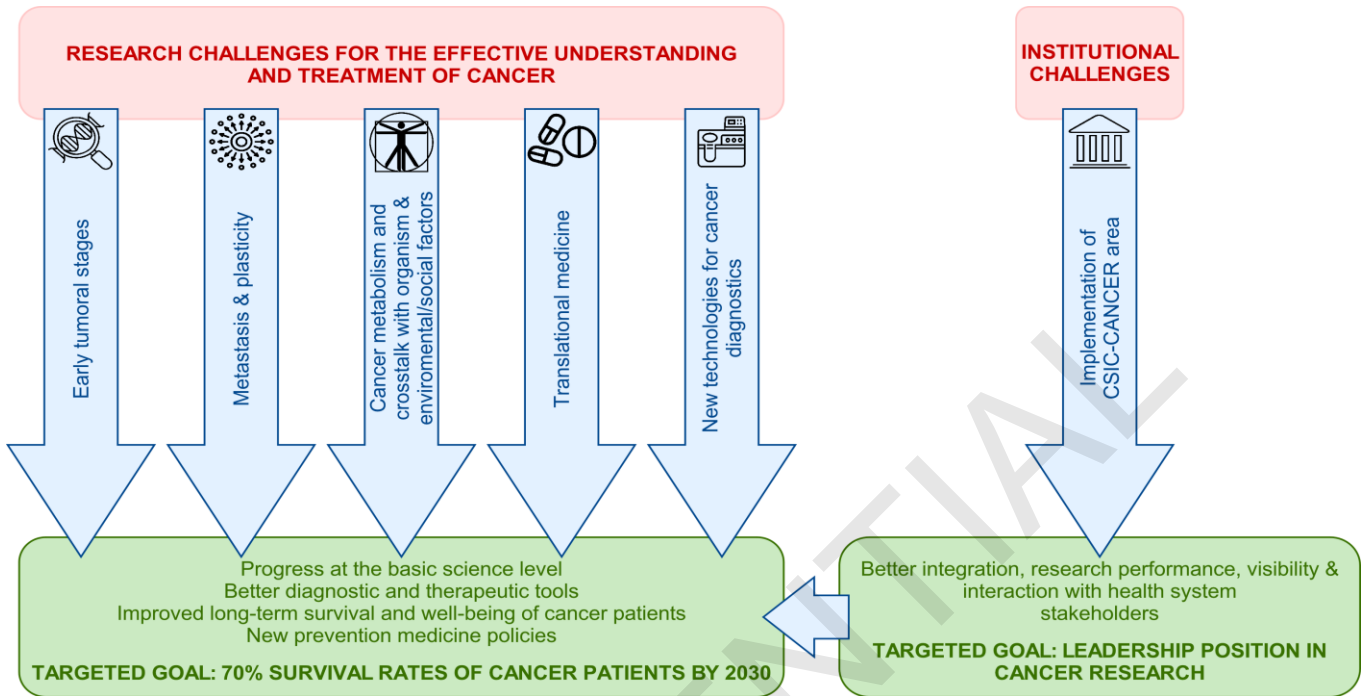 RESEARCH CHALLENGES FOR THE EFFECTIVE UNDERSTANDING
AND TREATMENT OF CANCER
INSTITUTIONAL
CHALLENGES
Early tumoral stages
Metastasis & plasticity
Cancer metabolism and
crosstalk with organism &
enviromental/social factors
Translational medicine
New technologies for cancer
diagnostics
Implementation of
CSIC-CANCER area
Progress at the basic science level
Better diagnostic and therapeutic tools
Improved long-term survival and well-being of cancer patients
New prevention medicine policies
TARGETED GOAL: 70% SURVIVAL RATES OF CANCER PATIENTS BY 2030
Better integration, research performance, visibility &
interaction with health system
stakeholders
TARGETED GOAL: LEADERSHIP POSITION IN
CANCER RESEARCH
ENTIAL